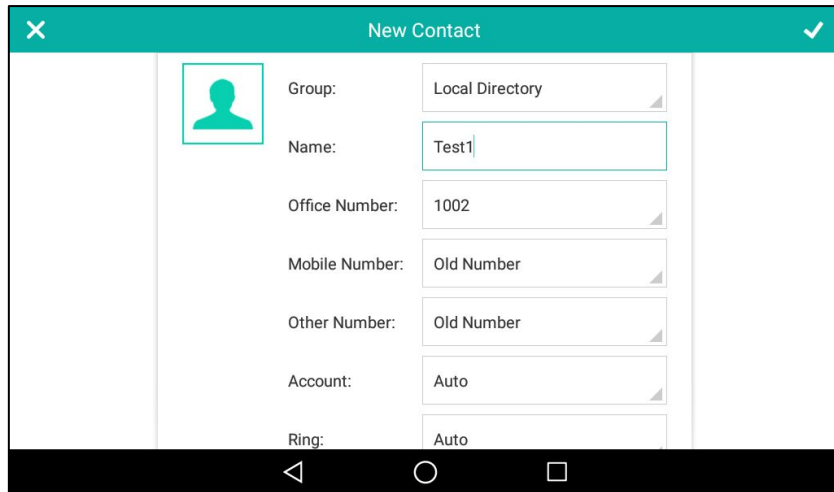 New Contact
Group: Local Directory
Name: Test1
Office Number: 1002
Mobile Number: Old Number
Other Number: Old Number
Account: Auto
Ring: Auto